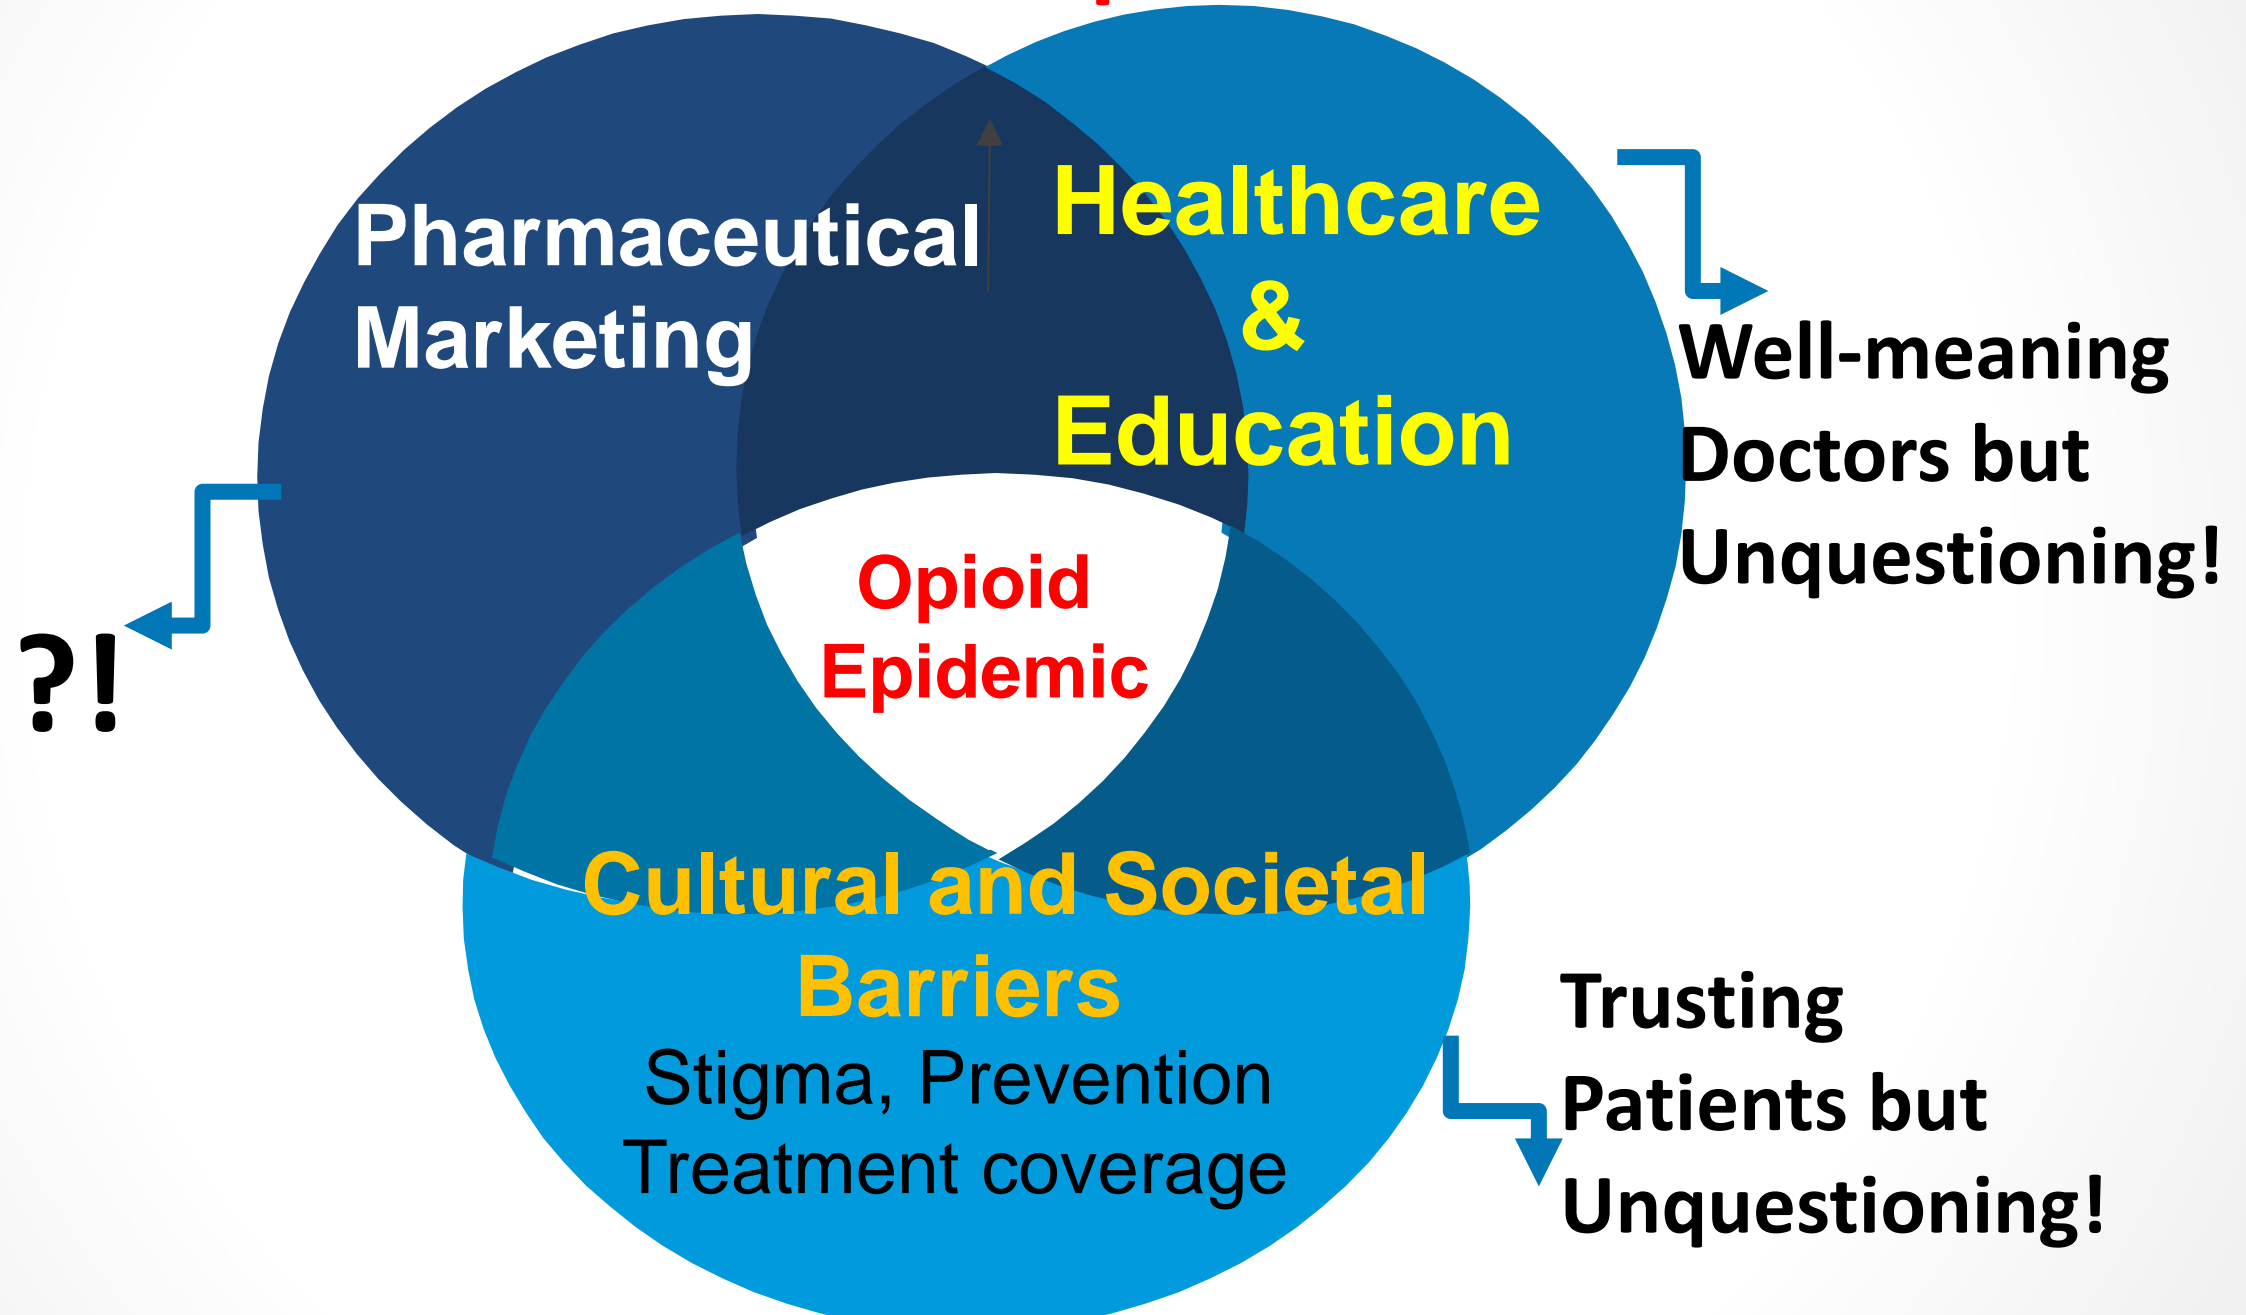 Pharmaceutical
Marketing
Healthcare
&
Education
Well-meaning
Doctors but
Unquestioning!
?!
Opioid
Epidemic
Cultural and Societal
Barriers
Stigma, Prevention
Treatment coverage
Trusting
Patients but
Unquestioning!